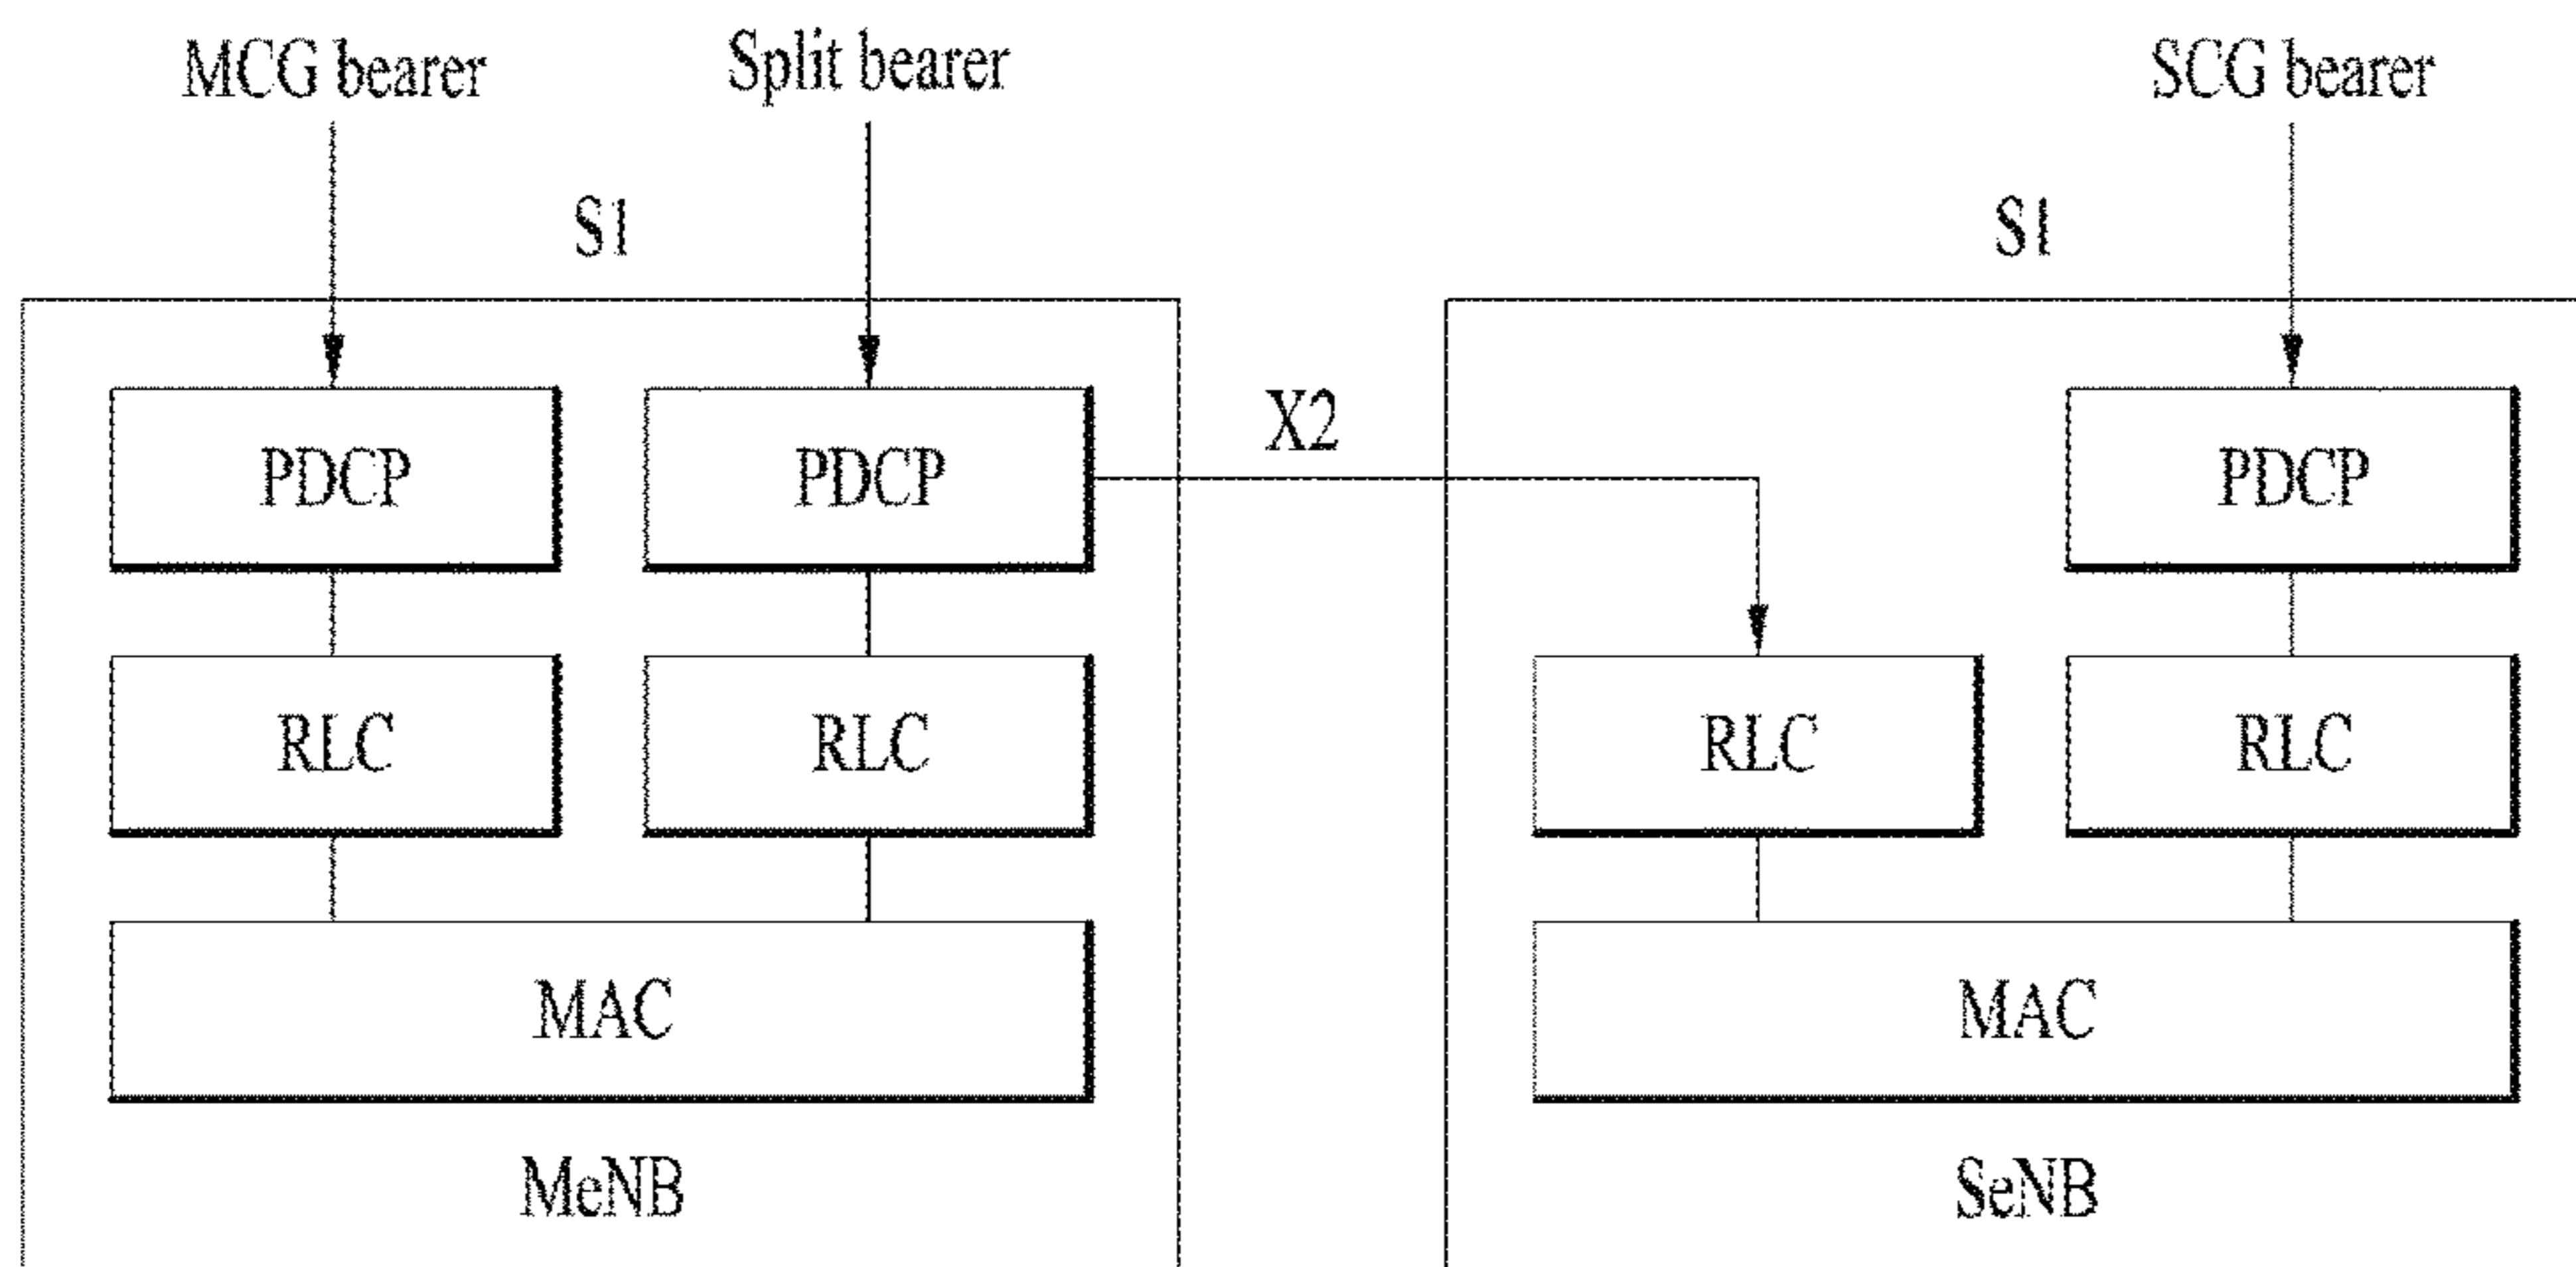 MCG bearer
Split bearer
SCG bearer
S1
S1
X2
PDCP
PDCP
PDCP
RLC
RLC
RLC
RLC
MAC
MAC
MeNB
SeNB